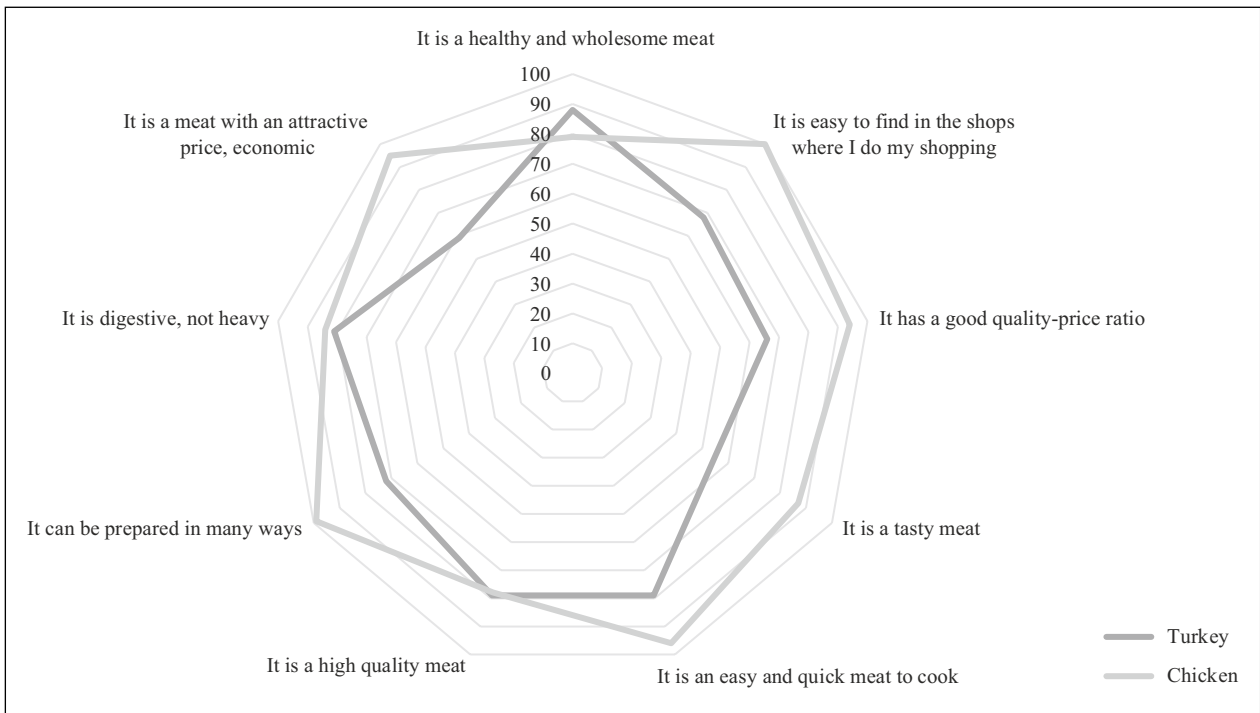 It is a healthy and wholesome meat
100
90
80
70
60
50
40
30
20
10
0
It is easy to find in the shops
where I do my shopping
It has a good quality-price ratio
It is a tasty meat
It is an easy and quick meat to cook
It is a high quality meat
It can be prepared in many ways
It is digestive, not heavy
It is a meat with an attractive
price, economic
Turkey
Chicken